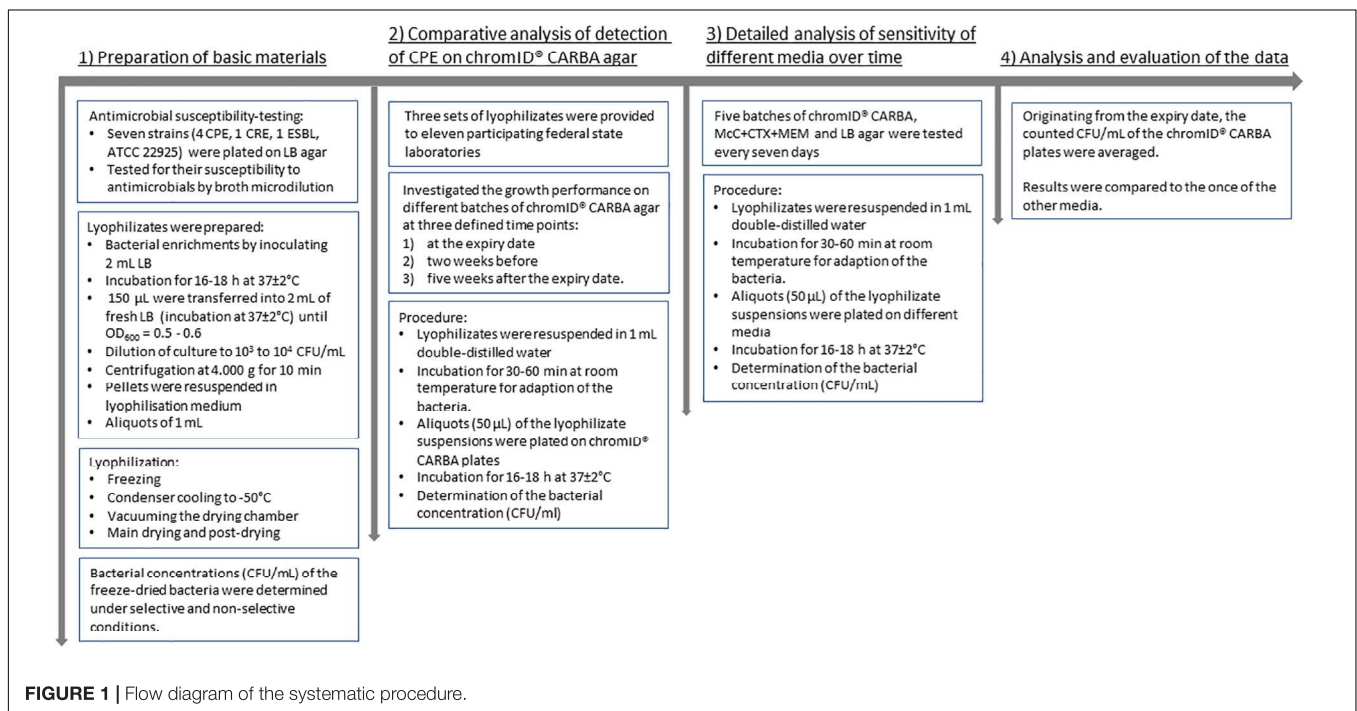 1) Preparation of basic materials
Antimicrobial susceptibility-testing:
• Seven strains (4 CPE, 1 CRE, 1 ESBL,
ATCC 22925) were plated on LB agar
• Tested for their susceptibility to
antimicrobials by broth microdilution
Lyophilizates were prepared:
• Bacterial enrichments by inoculating
2 mL LB
• Incubation for 16-18 h at 37±2°C
• 150 µL were transferred into 2 mL of
fresh LB (incubation at 37±2°C) until
OD₆₀₀ = 0.5 - 0.6
• Dilution of culture to 10³ to 10⁴ CFU/mL
• Centrifugation at 4.000 g for 10 min
• Pellets were resuspended in
lyophilisation medium
• Aliquots of 1 mL
Lyophilization:
• Freezing
• Condenser cooling to -50°C
• Vacuuming the drying chamber
• Main drying and post-drying
Bacterial concentrations (CFU/mL) of the
freeze-dried bacteria were determined
under selective and non-selective
conditions.
2) Comparative analysis of detection
of CPE on chromID® CARBA agar
Three sets of lyophilizates were provided
to eleven participating federal state
laboratories
Investigated the growth performance on
different batches of chromID® CARBA agar
at three defined time points:
1) at the expiry date
2) two weeks before
3) five weeks after the expiry date.
Procedure:
• Lyophilizates were resuspended in 1 mL
double-distilled water
• Incubation for 30-60 min at room
temperature for adaption of the
bacteria.
• Aliquots (50 µL) of the lyophilizate
suspensions were plated on chromID®
CARBA plates
• Incubation for 16-18 h at 37±2°C
• Determination of the bacterial
concentration (CFU/ml)
3) Detailed analysis of sensitivity of
different media over time
Five batches of chromID® CARBA,
McC+CTX+MEM and LB agar were tested
every seven days
Procedure:
• Lyophilizates were resuspended in 1 mL
double-distilled water
• Incubation for 30-60 min at room
temperature for adaption of the
bacteria.
• Aliquots (50 µL) of the lyophilizate
suspensions were plated on different
media
• Incubation for 16-18 h at 37±2°C
• Determination of the bacterial
concentration (CFU/mL)
4) Analysis and evaluation of the data
Originating from the expiry date, the
counted CFU/mL of the chromID® CARBA
plates were averaged.
Results were compared to the once of the
other media.
FIGURE 1 | Flow diagram of the systematic procedure.